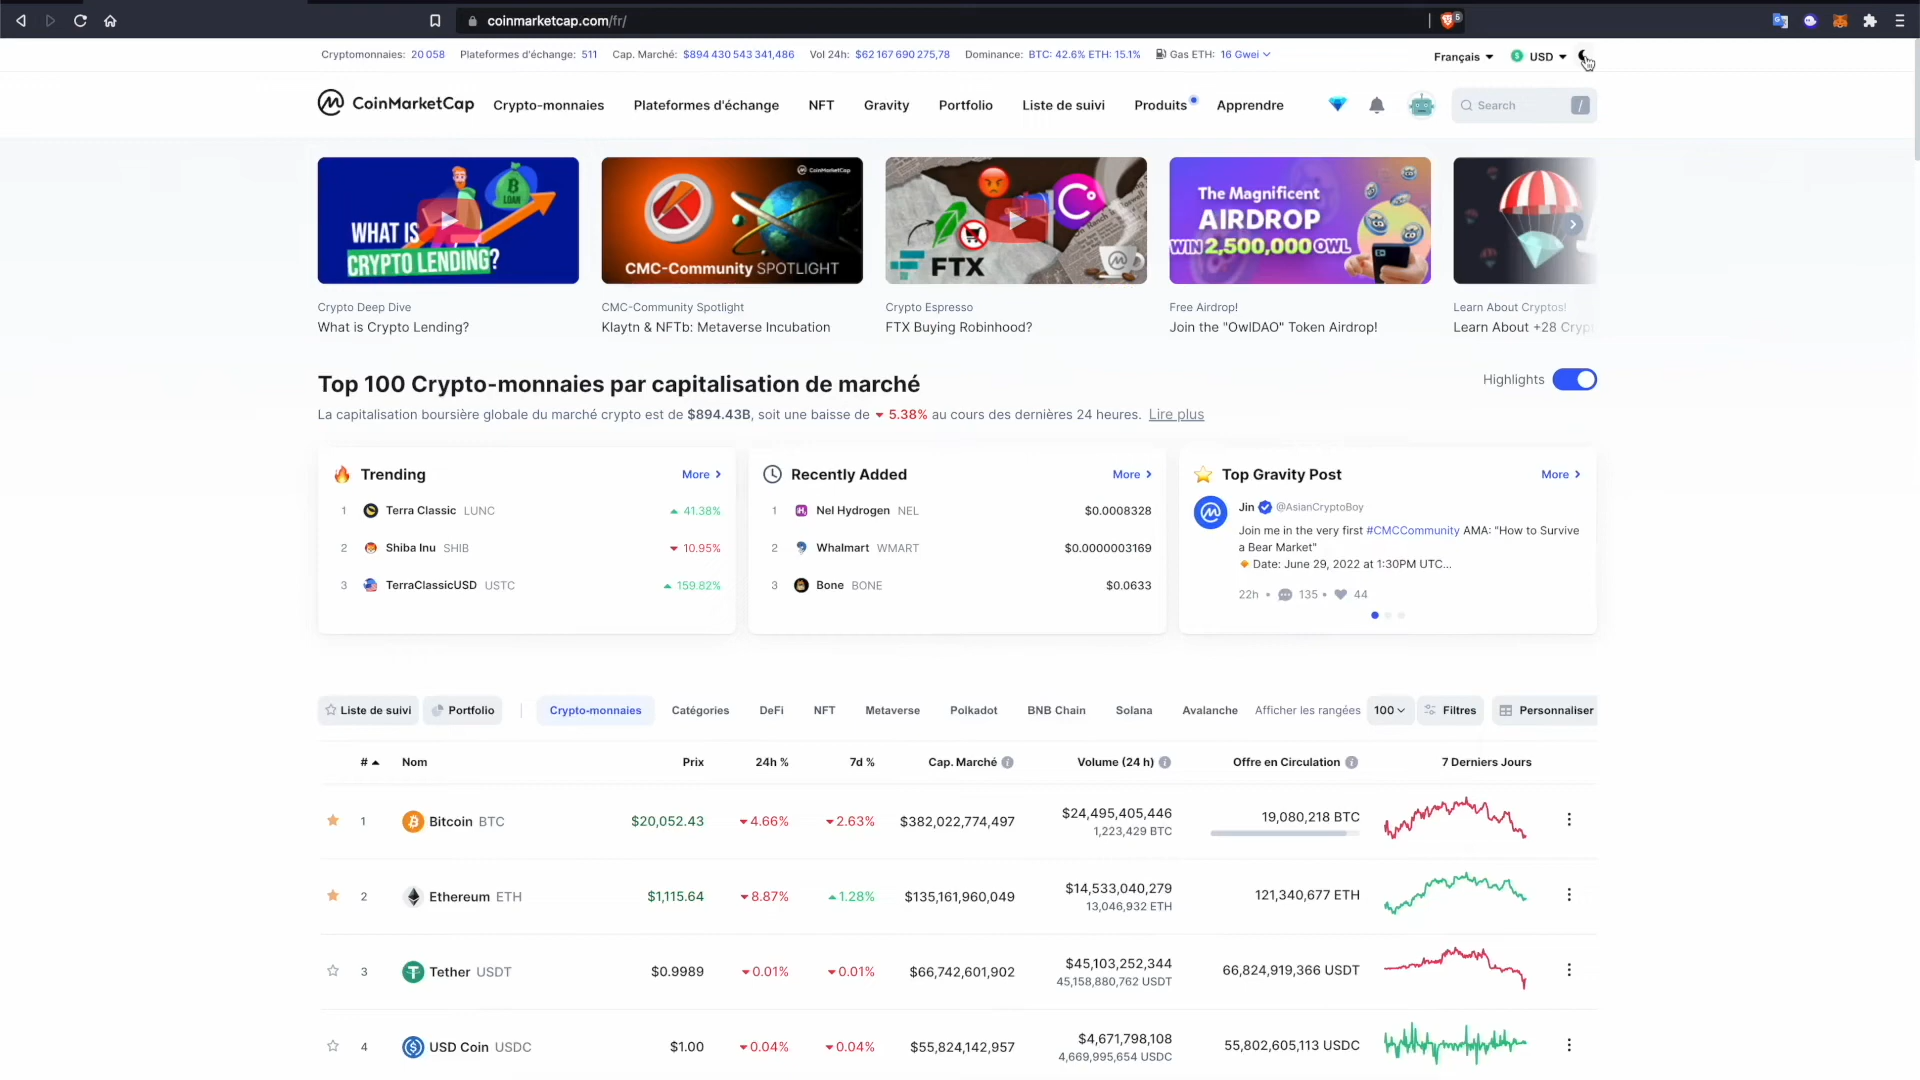 coinmarketcap.com/fr/
5
Cryptomonnaies: 20 058 Plateformes d'échange: 511 Cap. Marché: $894 430 543 341,486 Vol 24h: $62 167 690 275,78 Dominance: BTC: 42.6% ETH: 15.1% Gas ETH: 16 Gwei
Français USD
CoinMarketCap Crypto-monnaies Plateformes d'échange NFT Gravity Portfolio Liste de suivi Produits Apprendre Search /
WHAT IS
CRYPTO LENDING?
LOAN
CoinMarketCap
CMC-Community SPOTLIGHT
FTX
The Magnificent
AIRDROP
WIN 2,500,000 OWL
Crypto Deep Dive
What is Crypto Lending?
CMC-Community Spotlight
Klaytn & NFTb: Metaverse Incubation
Crypto Espresso
FTX Buying Robinhood?
Free Airdrop!
Join the "OwlDAO" Token Airdrop!
Learn About Cryptos!
Learn About +28 Cryp
Top 100 Crypto-monnaies par capitalisation de marché
Highlights
La capitalisation boursière globale du marché crypto est de $894.43B, soit une baisse de 5.38% au cours des dernières 24 heures. Lire plus
Trending More
1 Terra Classic LUNC 41.38%
2 Shiba Inu SHIB 10.95%
3 TerraClassicUSD USTC 159.82%
Recently Added More
1 Nel Hydrogen NEL $0.0008328
2 Whalmart WMART $0.0000003169
3 Bone BONE $0.0633
Top Gravity Post More
Jin @AsianCryptoBoy
Join me in the very first #CMCCommunity AMA: "How to Survive
a Bear Market"
Date: June 29, 2022 at 1:30PM UTC...
22h • 135 • 44
Liste de suivi Portfolio Crypto-monnaies Catégories DeFi NFT Metaverse Polkadot BNB Chain Solana Avalanche Afficher les rangées 100 Filtres Personnaliser
# Nom Prix 24h % 7d % Cap. Marché Volume (24 h) Offre en Circulation 7 Derniers Jours
1 Bitcoin BTC $20,052.43 4.66% 2.63% $382,022,774,497 $24,495,405,446 19,080,218 BTC
1,223,429 BTC
2 Ethereum ETH $1,115.64 8.87% 1.28% $135,161,960,049 $14,533,040,279 121,340,677 ETH
13,046,932 ETH
3 Tether USDT $0.9989 0.01% 0.01% $66,742,601,902 $45,103,252,344 66,824,919,366 USDT
45,158,880,762 USDT
4 USD Coin USDC $1.00 0.04% 0.04% $55,824,142,957 $4,671,798,108 55,802,605,113 USDC
4,669,995,654 USDC